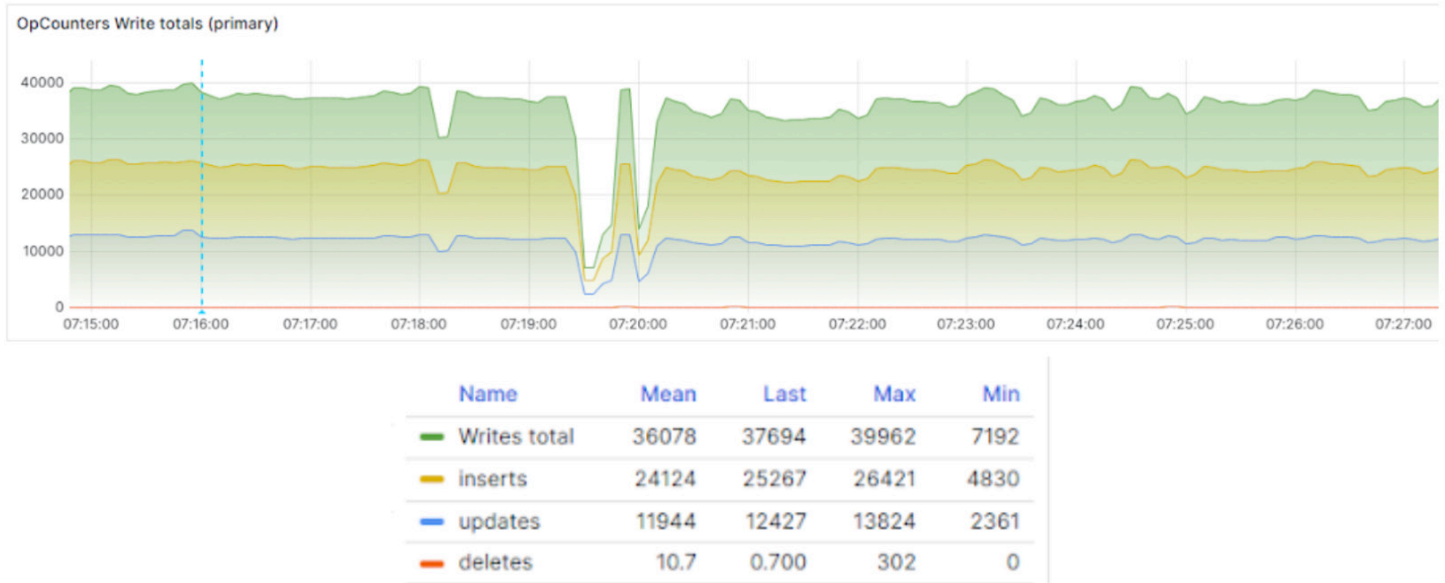 OpCounters Write totals (primary)
40000
30000
20000
10000
0
07:15:00 07:16:00 07:17:00 07:18:00 07:19:00 07:20:00 07:21:00 07:22:00 07:23:00 07:24:00 07:25:00 07:26:00 07:27:00
Name Mean Last Max Min
Writes total 36078 37694 39962 7192
inserts 24124 25267 26421 4830
updates 11944 12427 13824 2361
deletes 10.7 0.700 302 0